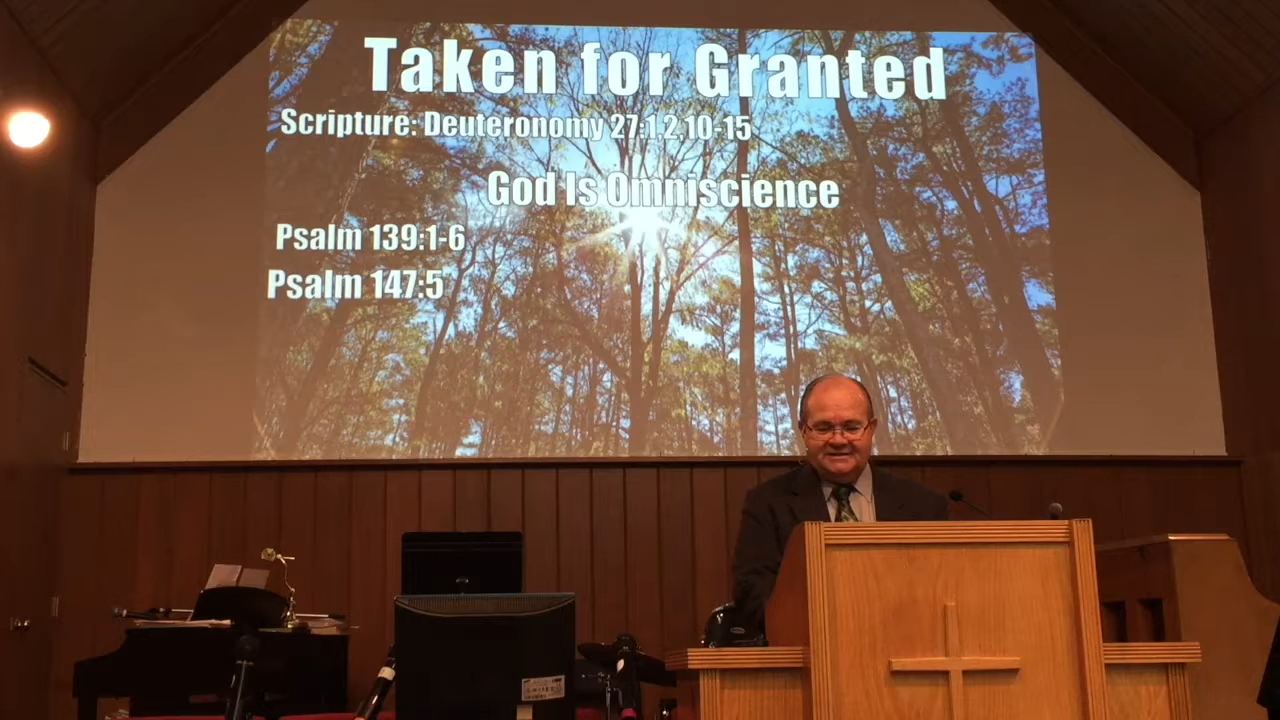 Taken for Granted
Scripture: Deuteronomy 27:1,2,10-15
God Is Omniscience
Psalm 139:1-6
Psalm 147:5